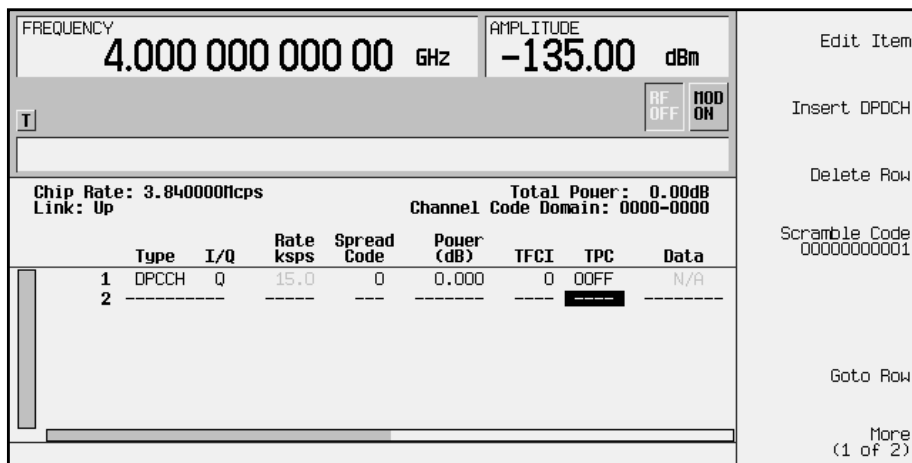 FREQUENCY
4.000 000 000 00 GHz
AMPLITUDE
-135.00 dBm
RF OFF
MOD ON
T
Chip Rate: 3.840000Mcps
Total Power: 0.00dB
Link: Up
Channel Code Domain: 0000-0000
Type I/Q Rate ksps Spread Code Power (dB) TFCI TPC Data
1 DPCCH Q 15.0 0 0.000 0 00FF N/A
2 ---------- ----- --- ------- ---- ---- --------
Edit Item
Insert DPDCH
Delete Row
Scramble Code
00000000001
Goto Row
More
(1 of 2)